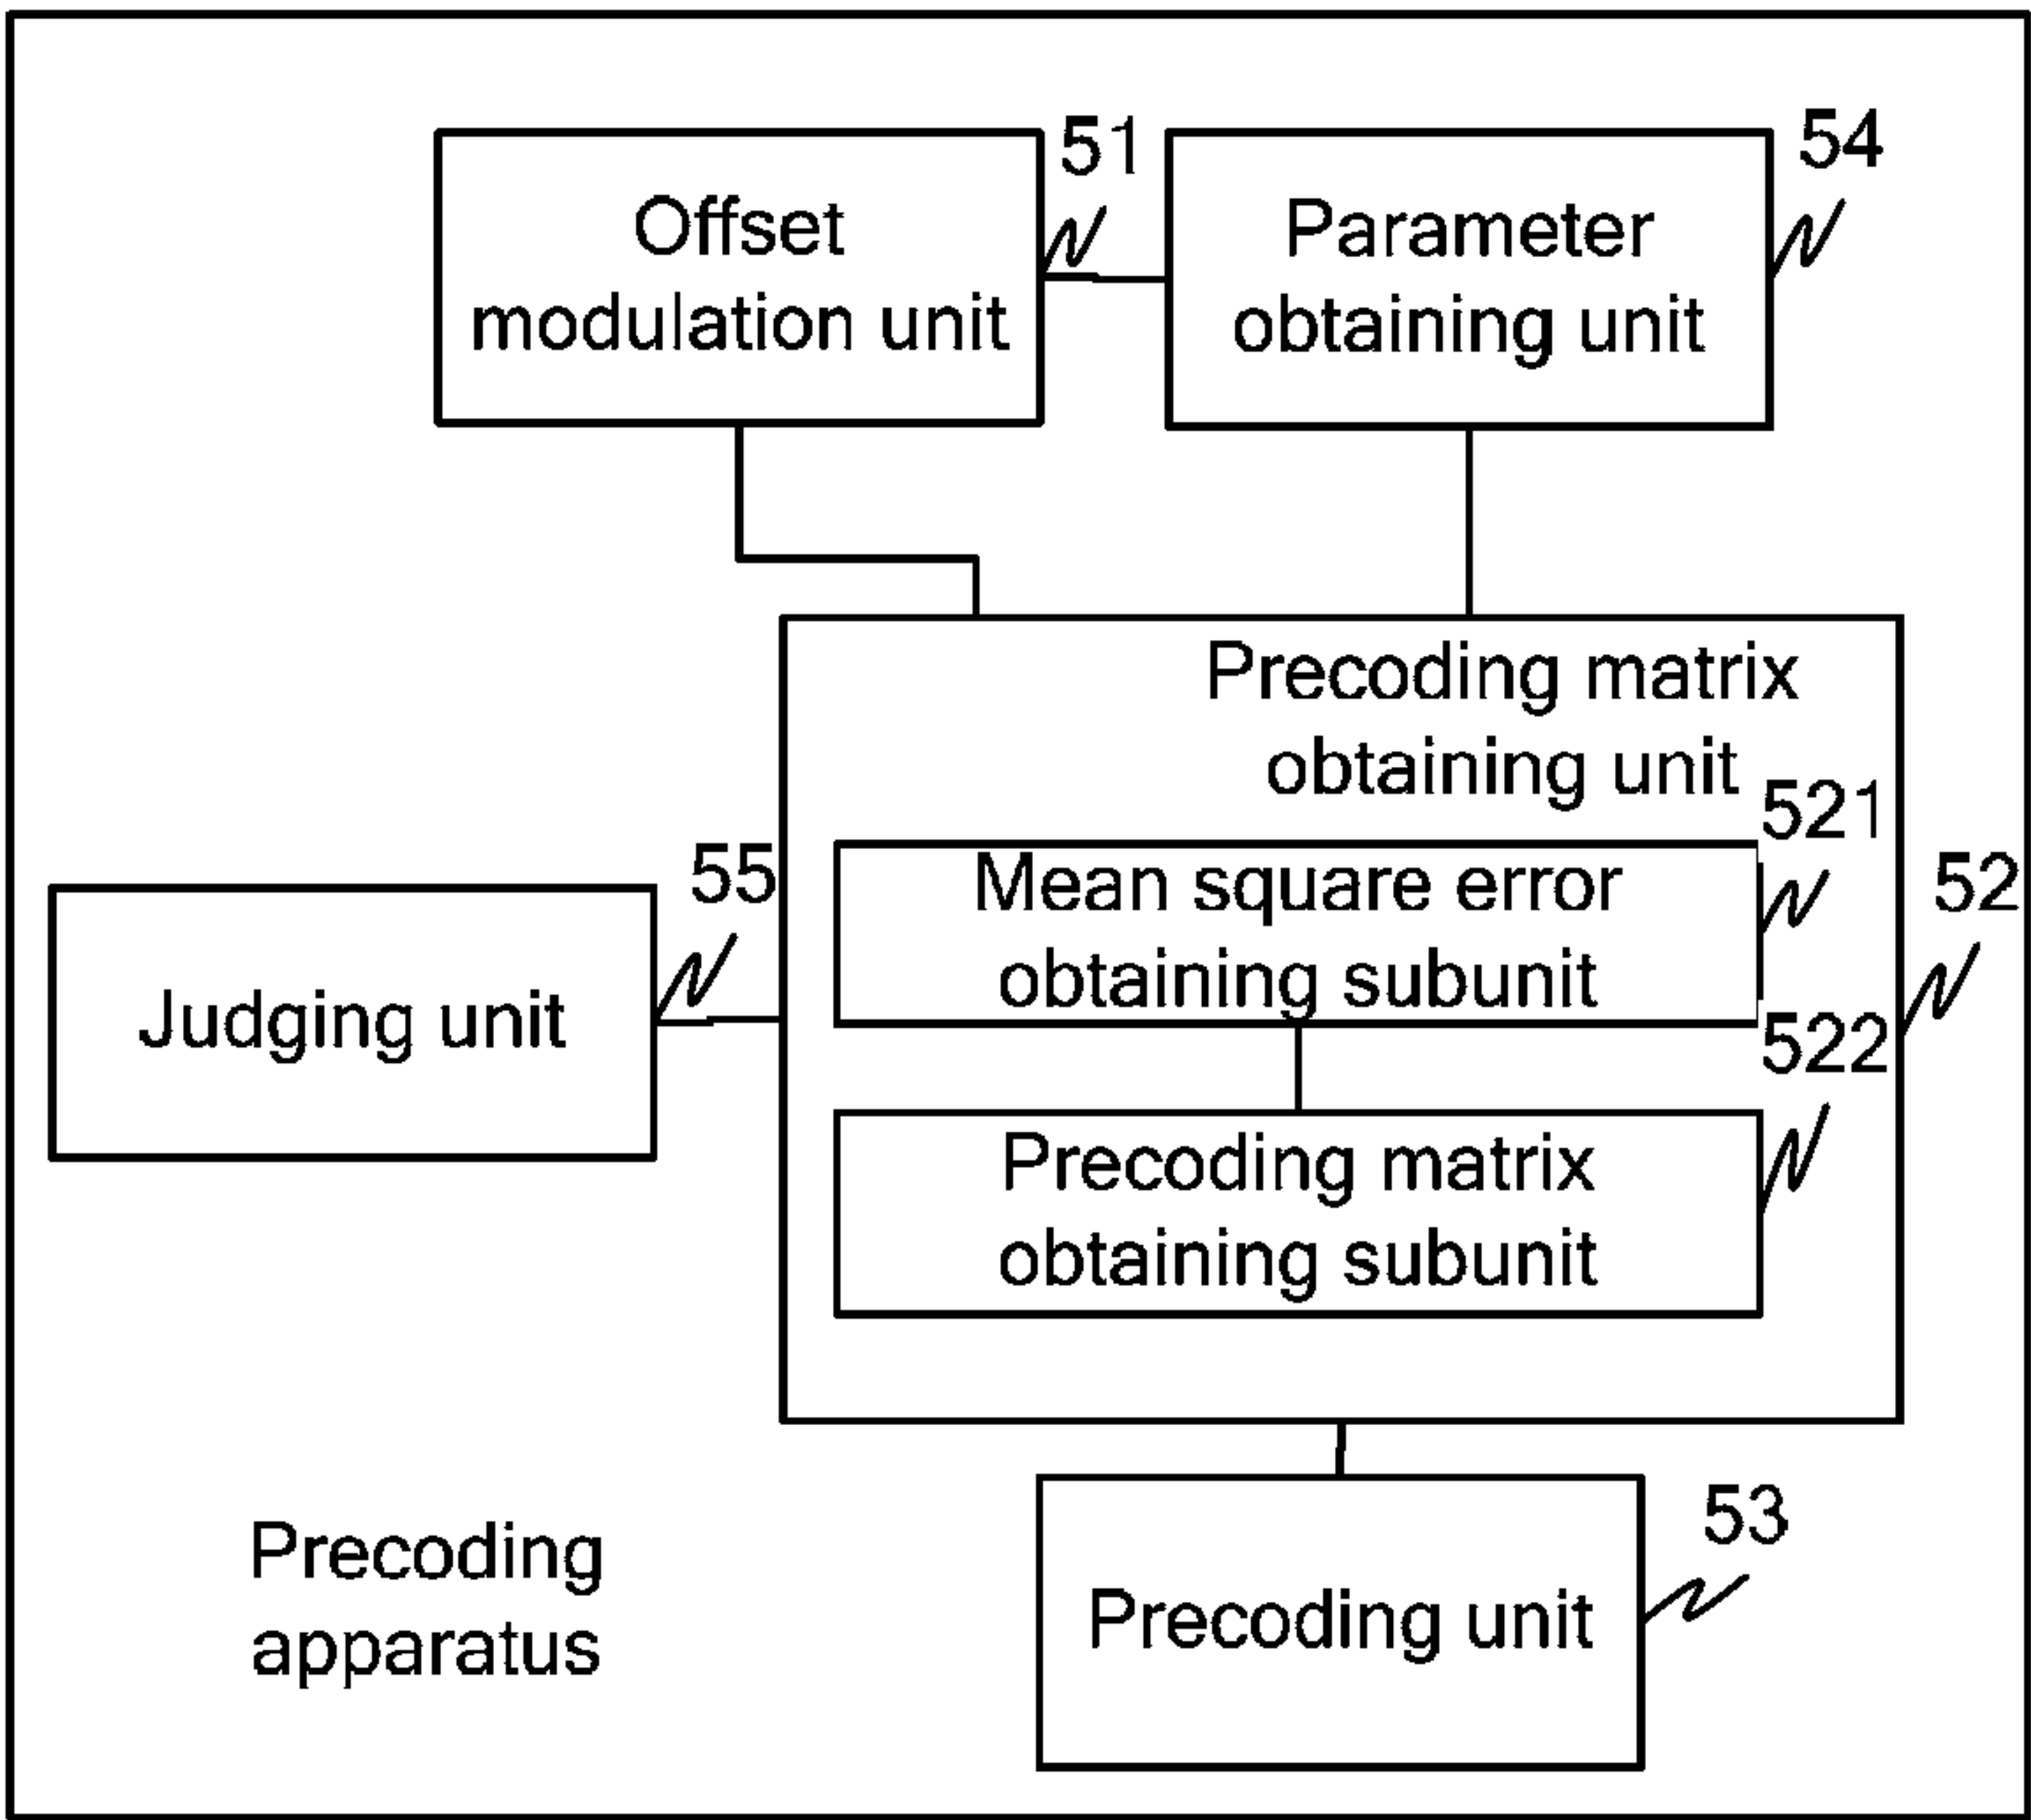 51
54
Offset
modulation unit
Parameter
obtaining unit
Precoding matrix
obtaining unit
521
Mean square error
obtaining subunit
52
55
Judging unit
522
Precoding matrix
obtaining subunit
53
Precoding unit
Precoding
apparatus